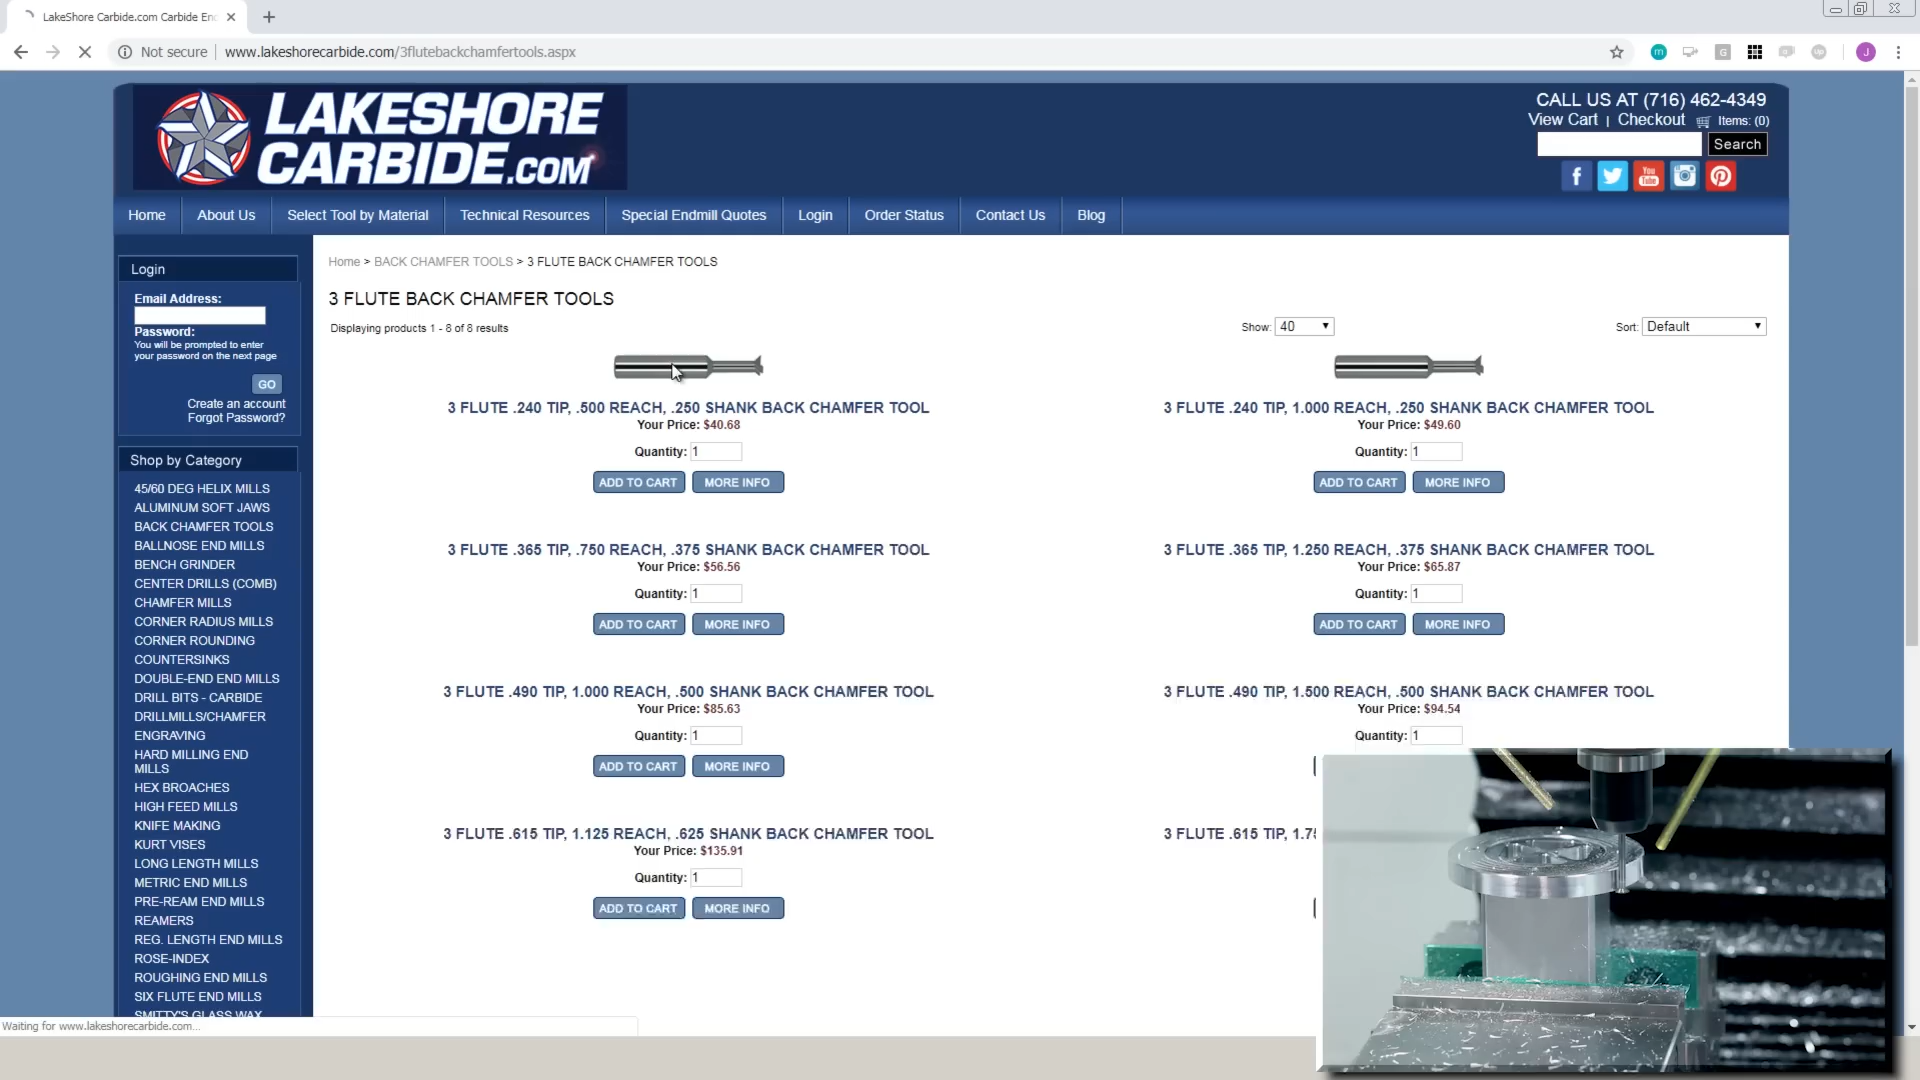 LakeShore Carbide.com Carbide En
Not secure
www.lakeshorecarbide.com/3flutebackchamfertools.aspx
J
LAKESHORE
CARBIDE.COM
CALL US AT (716) 462-4349
View Cart | Checkout Items: (0)
Search
Home
About Us
Select Tool by Material
Technical Resources
Special Endmill Quotes
Login
Order Status
Contact Us
Blog
Login
Email Address:
Password:
You will be prompted to enter
your password on the next page
GO
Create an account
Forgot Password?
Shop by Category
45/60 DEG HELIX MILLS
ALUMINUM SOFT JAWS
BACK CHAMFER TOOLS
BALLNOSE END MILLS
BENCH GRINDER
CENTER DRILLS (COMB)
CHAMFER MILLS
CORNER RADIUS MILLS
CORNER ROUNDING
COUNTERSINKS
DOUBLE-END END MILLS
DRILL BITS - CARBIDE
DRILLMILLS/CHAMFER
ENGRAVING
HARD MILLING END
MILLS
HEX BROACHES
HIGH FEED MILLS
KNIFE MAKING
KURT VISES
LONG LENGTH MILLS
METRIC END MILLS
PRE-REAM END MILLS
REAMERS
REG. LENGTH END MILLS
ROSE-INDEX
ROUGHING END MILLS
SIX FLUTE END MILLS
SMITTY'S GLASS WAX
Home > BACK CHAMFER TOOLS > 3 FLUTE BACK CHAMFER TOOLS
3 FLUTE BACK CHAMFER TOOLS
Displaying products 1 - 8 of 8 results
Show: 40
Sort: Default
3 FLUTE .240 TIP, .500 REACH, .250 SHANK BACK CHAMFER TOOL
Your Price: $40.68
Quantity: 1
ADD TO CART MORE INFO
3 FLUTE .240 TIP, 1.000 REACH, .250 SHANK BACK CHAMFER TOOL
Your Price: $49.60
Quantity: 1
ADD TO CART MORE INFO
3 FLUTE .365 TIP, .750 REACH, .375 SHANK BACK CHAMFER TOOL
Your Price: $56.56
Quantity: 1
ADD TO CART MORE INFO
3 FLUTE .365 TIP, 1.250 REACH, .375 SHANK BACK CHAMFER TOOL
Your Price: $65.87
Quantity: 1
ADD TO CART MORE INFO
3 FLUTE .490 TIP, 1.000 REACH, .500 SHANK BACK CHAMFER TOOL
Your Price: $85.63
Quantity: 1
ADD TO CART MORE INFO
3 FLUTE .490 TIP, 1.500 REACH, .500 SHANK BACK CHAMFER TOOL
Your Price: $94.54
Quantity: 1
3 FLUTE .615 TIP, 1.125 REACH, .625 SHANK BACK CHAMFER TOOL
Your Price: $135.91
Quantity: 1
ADD TO CART MORE INFO
3 FLUTE .615 TIP,
Waiting for www.lakeshorecarbide.com...